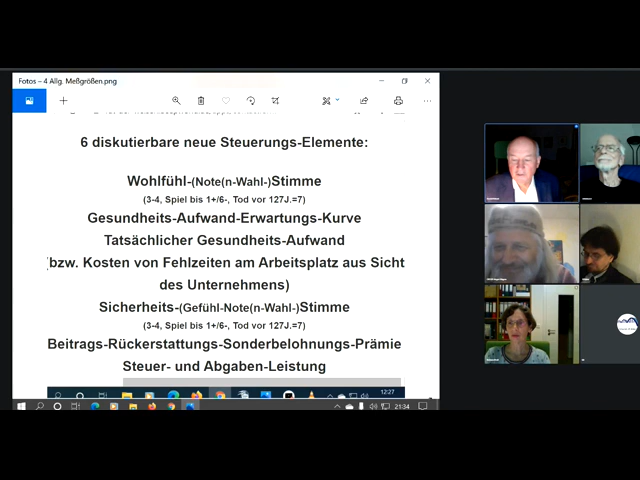 Fotos – 4 Allg. Meßgrößen.png
6 diskutierbare neue Steuerungs-Elemente:
Wohlfühl-(Note(n-Wahl-)Stimme
(3-4, Spiel bis 1+/6-, Tod vor 127J.=7)
Gesundheits-Aufwand-Erwartungs-Kurve
Tatsächlicher Gesundheits-Aufwand
bzw. Kosten von Fehlzeiten am Arbeitsplatz aus Sicht
des Unternehmens)
Sicherheits-(Gefühl-Note(n-Wahl-)Stimme
(3-4, Spiel bis 1+/6-, Tod vor 127J.=7)
Beitrags-Rückerstattungs-Sonderbelohnungs-Prämie
Steuer- und Abgaben-Leistung
12:27
21:34